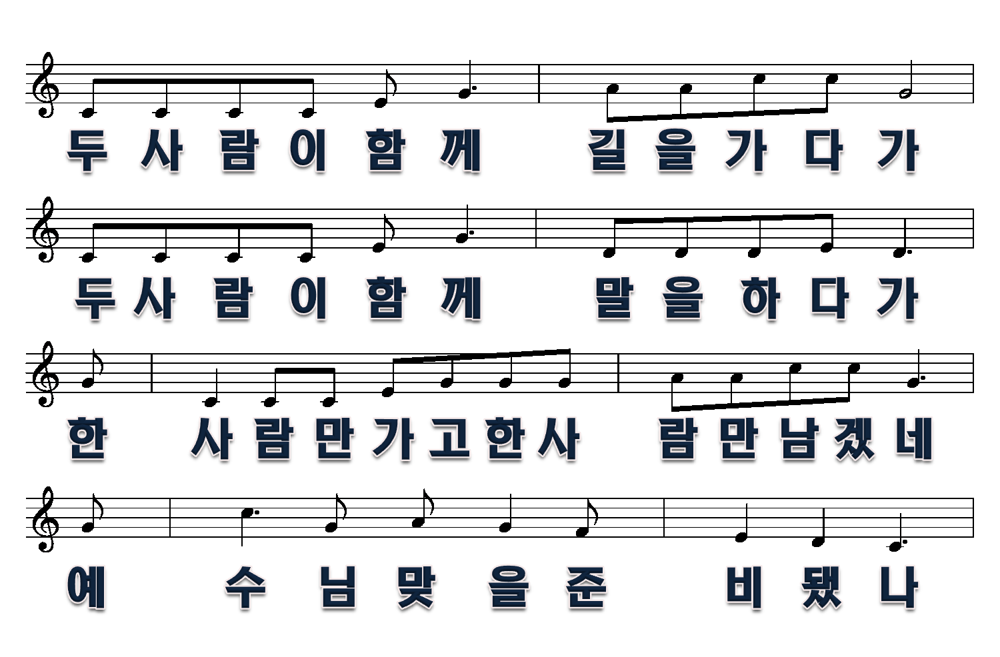 두 사 람 이 함 께 길 을 가 다 가
두 사 람 이 함 께 말 을 하 다 가
한 사 람 만 가 고 한 사 람 만 남 겠 네
예 수 님 맞 을 준 비 됐 나